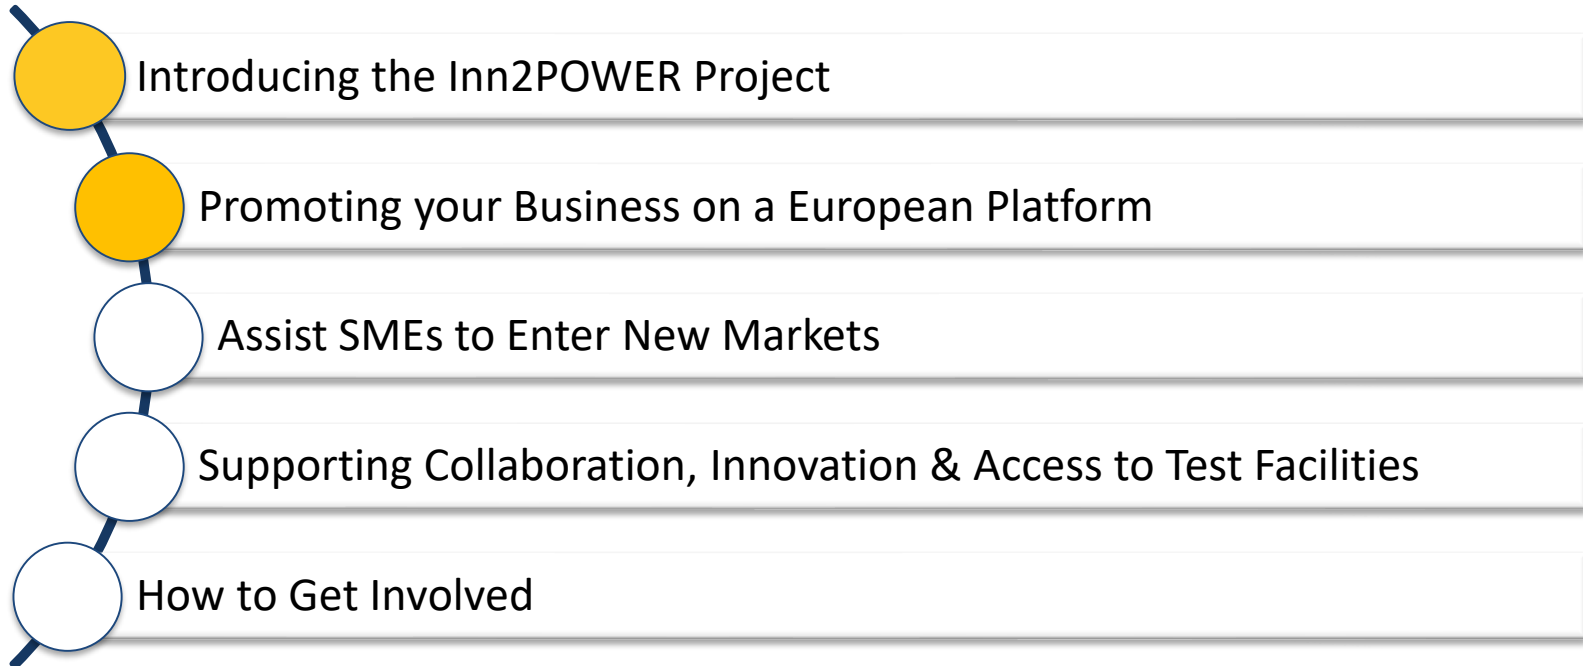 Introducing the Inn2POWER Project
Promoting your Business on a European Platform
Assist SMEs to Enter New Markets
Supporting Collaboration, Innovation & Access to Test Facilities
How to Get Involved